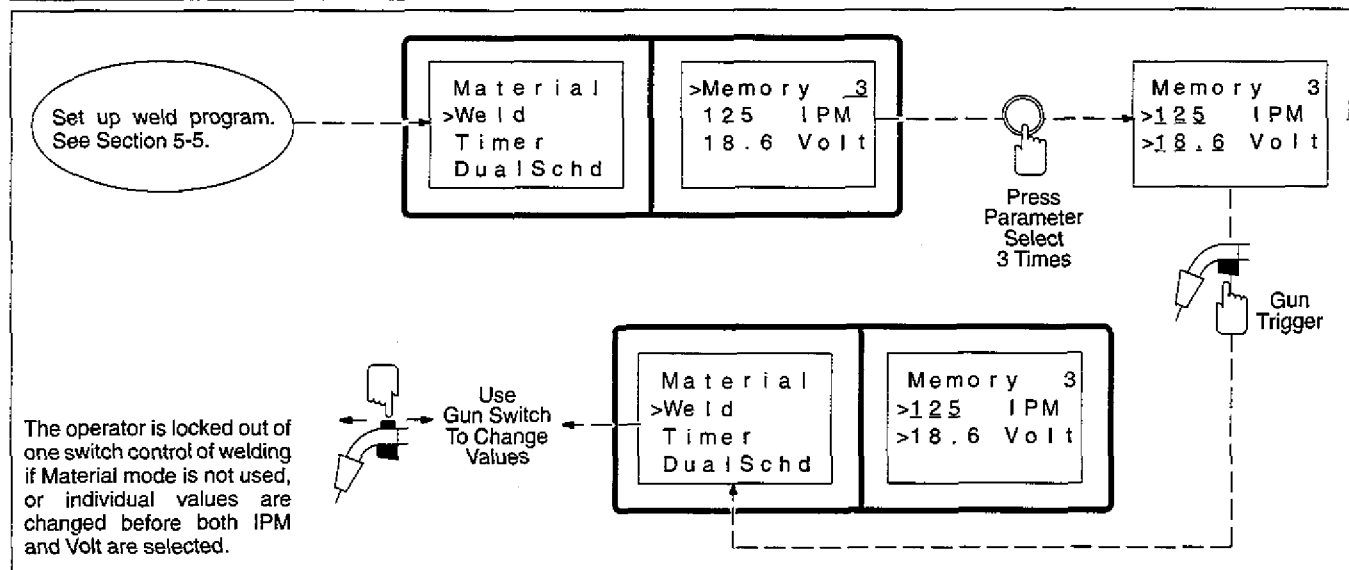 Set up weld program.
See Section 5-5.
Material
>Weld
Timer
DualSchd
>Memory 3
125 IPM
18.6 Volt
Press
Parameter
Select
3 Times
Memory 3
>125 IPM
>18.6 Volt
Gun
Trigger
Material
>Weld
Timer
DualSchd
Memory 3
>125 IPM
>18.6 Volt
Use
Gun Switch
To Change
Values
The operator is locked out of
one switch control of welding
if Material mode is not used,
or individual values are
changed before both IPM
and Volt are selected.